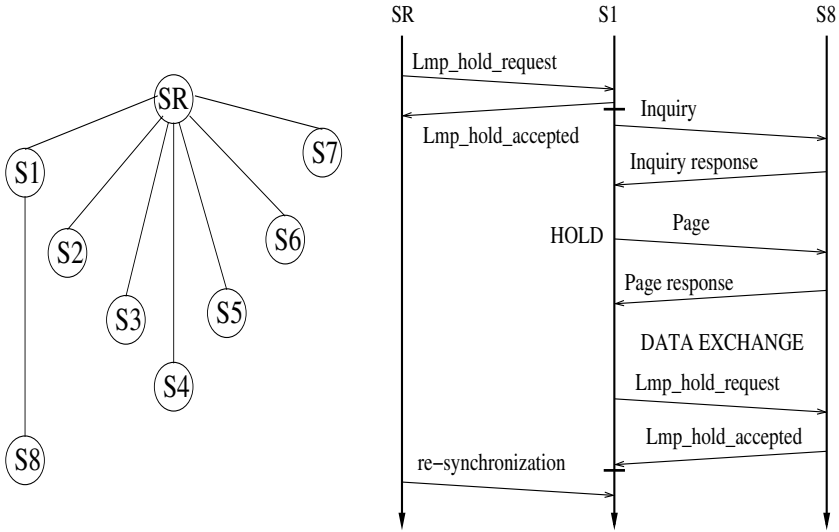 SR
S1
S2
S3
S4
S5
S6
S7
S8
SR
S1
S8
Lmp_hold_request
Lmp_hold_accepted
Inquiry
Inquiry response
HOLD
Page
Page response
DATA EXCHANGE
Lmp_hold_request
Lmp_hold_accepted
re-synchronization